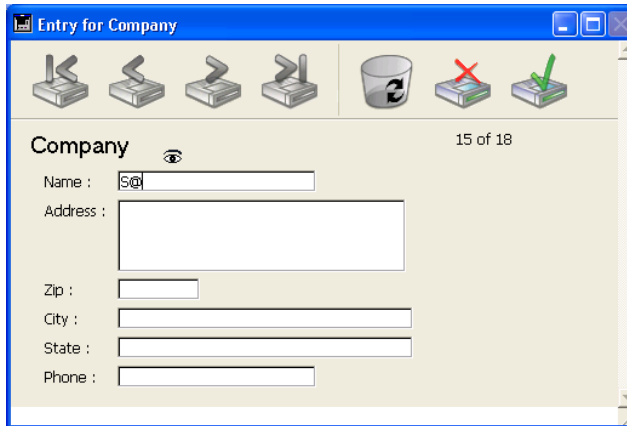 Entry for Company
Company
15 of 18
Name : S@
Address :
Zip :
City :
State :
Phone :